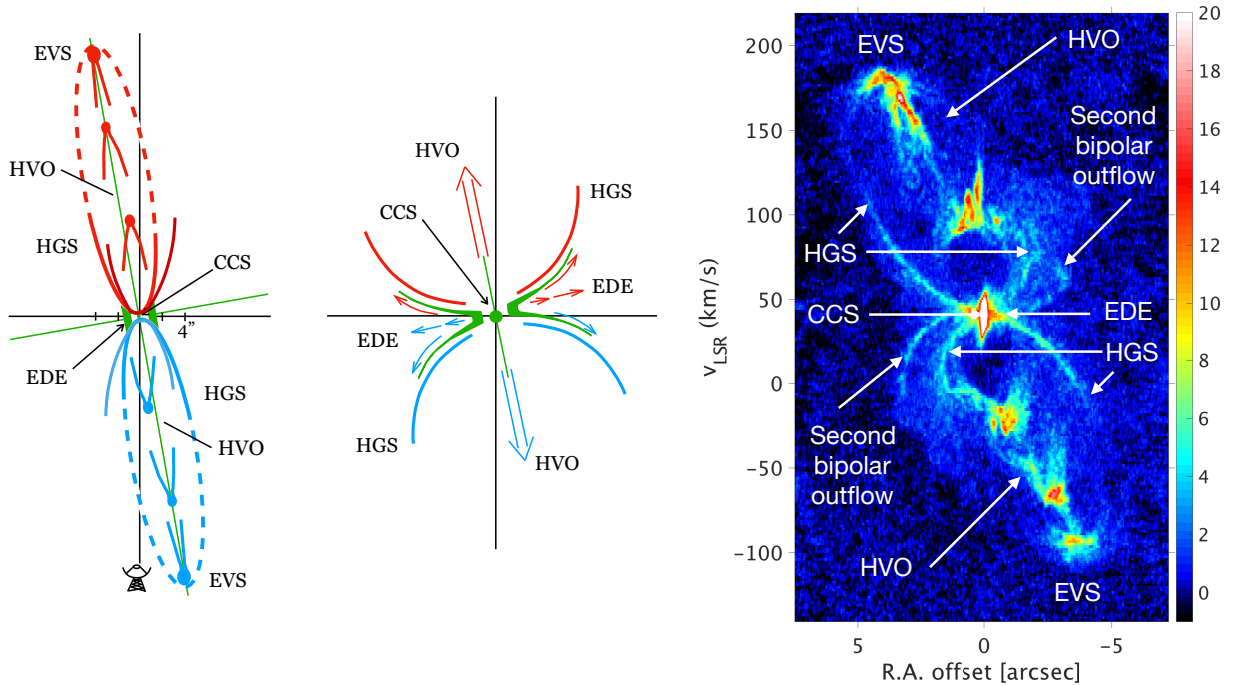 EVS
HVO
HGS
CCS
4”
EDE
HGS
HVO
EVS
HVO
HGS
CCS
EDE
EDE
HGS
HVO
EVS
HVO
Second
bipolar
outflow
HGS
CCS
EDE
HGS
Second
bipolar
outflow
HVO
EVS
200
150
100
50
0
−50
−100
vLSR (km/s)
5
0
−5
R.A. offset [arcsec]
20
18
16
14
12
10
8
6
4
2
0